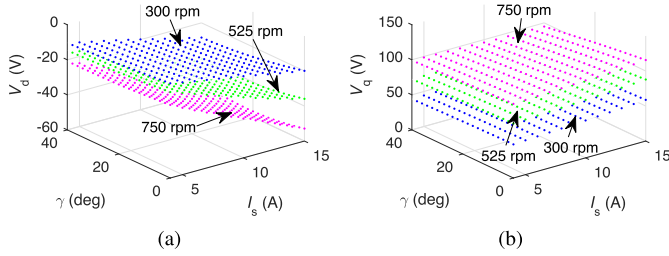 300 rpm
525 rpm
750 rpm
0
-20
-40
-60
V_d (V)
40
20
0
γ (deg)
5
10
15
I_s (A)
(a)
750 rpm
525 rpm
300 rpm
150
100
50
0
V_q (V)
40
20
0
γ (deg)
5
10
15
I_s (A)
(b)